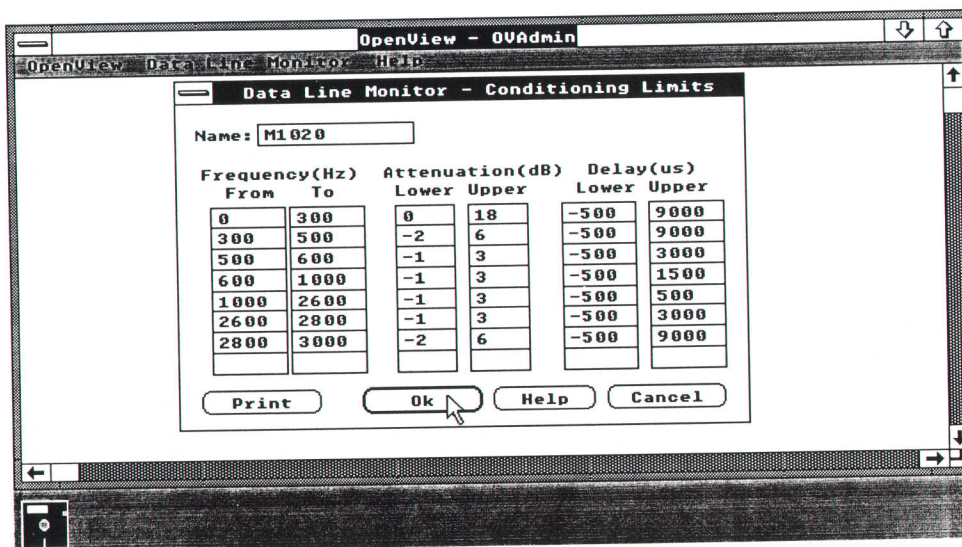 OpenView - OVAdmin
OpenView Data Line Monitor Help
Data Line Monitor - Conditioning Limits
Name: M1020
Frequency(Hz) Attenuation(dB) Delay(us)
From To Lower Upper Lower Upper
0 300 0 18 -500 9000
300 500 -2 6 -500 9000
500 600 -1 3 -500 3000
600 1000 -1 3 -500 1500
1000 2600 -1 3 -500 500
2600 2800 -1 3 -500 3000
2800 3000 -2 6 -500 9000
Print Ok Help Cancel